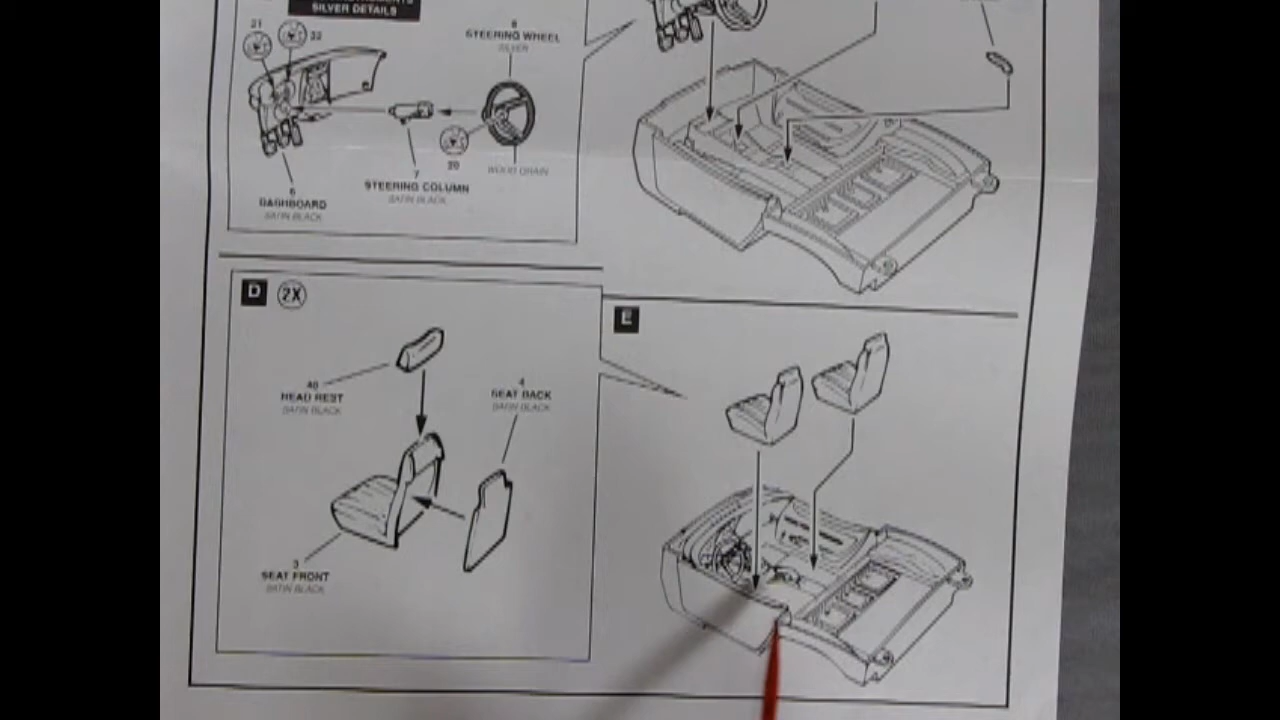 SILVER DETAILS
21
22
8
STEERING WHEEL
SILVER
20
WOOD GRAIN
7
STEERING COLUMN
SATIN BLACK
6
DASHBOARD
SATIN BLACK
D 2X
40
HEAD REST
SATIN BLACK
4
SEAT BACK
SATIN BLACK
3
SEAT FRONT
SATIN BLACK
E